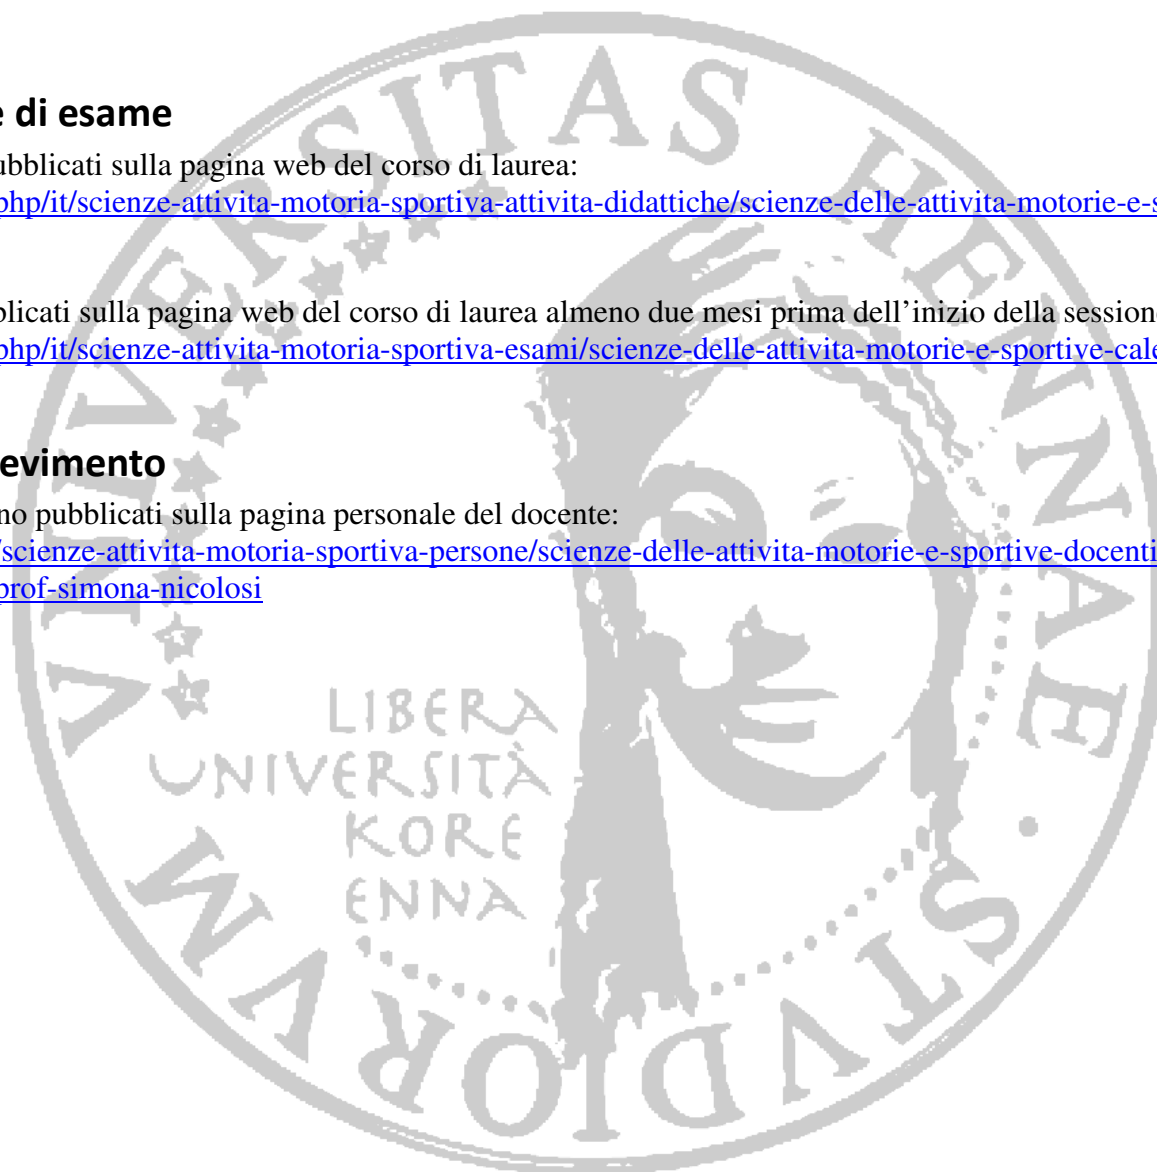 e di esame
ubblicati sulla pagina web del corso di laurea:
php/it/scienze-attivita-motoria-sportiva-attivita-didattiche/scienze-delle-attivita-motorie-e-s
blicati sulla pagina web del corso di laurea almeno due mesi prima dell’inizio della sessione
php/it/scienze-attivita-motoria-sportiva-esami/scienze-delle-attivita-motorie-e-sportive-cale
evimento
no pubblicati sulla pagina personale del docente:
/scienze-attivita-motoria-sportiva-persone/scienze-delle-attivita-motorie-e-sportive-docenti
prof-simona-nicolosi
VNIVERSITAS HENNAE · STVDIORVM
LIBERA
UNIVERSITÀ
KORE
ENNA